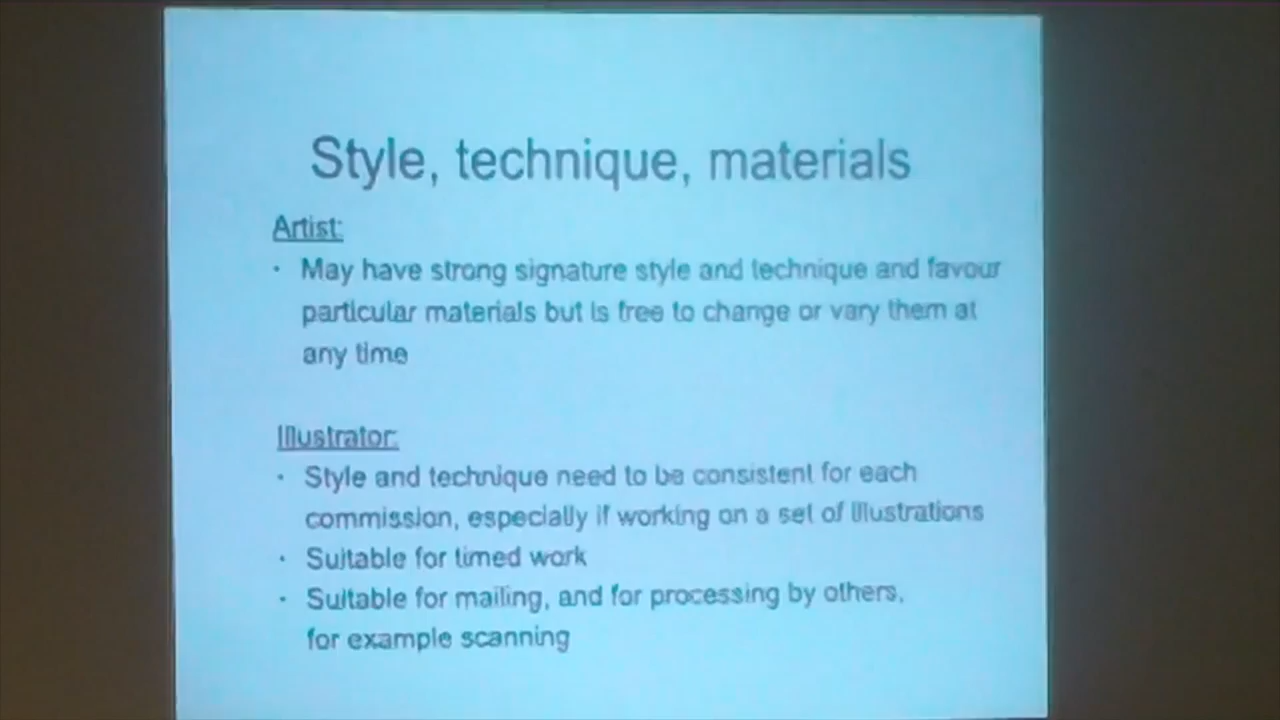 Style, technique, materials
Artist:
· May have strong signature style and technique and favour
particular materials but is free to change or vary them at
any time
Illustrator:
· Style and technique need to be consistent for each
commission, especially if working on a set of illustrations
· Suitable for timed work
· Suitable for mailing, and for processing by others,
for example scanning